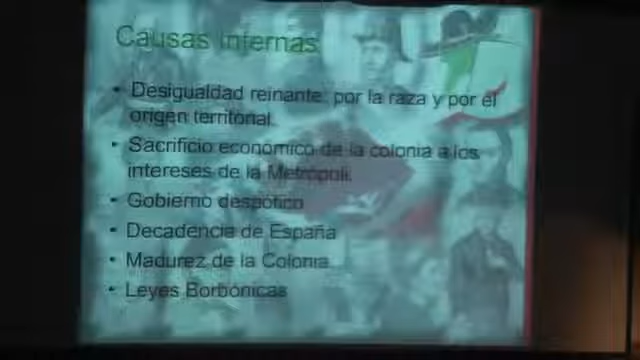 Causas Internas
• Desigualdad reinante: por la raza y por el
origen territorial.
• Sacrificio económico de la colonia a los
intereses de la Metrópoli.
• Gobierno despótico
• Decadencia de España
• Madurez de la Colonia
• Leyes Borbónicas